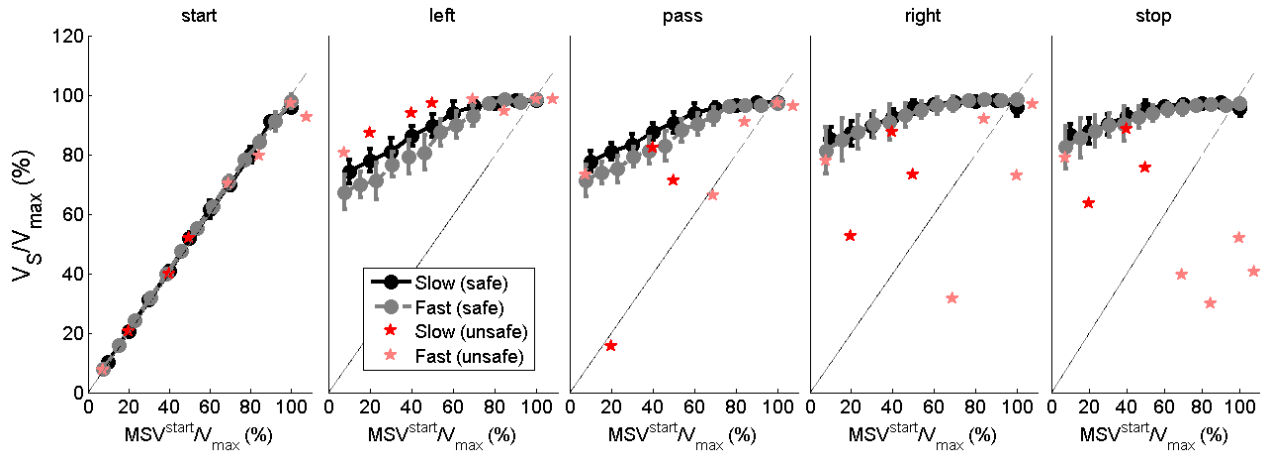 start left pass right stop
120
100
80
60
40
20
0
V_S/V_max (%)
Slow (safe)
Fast (safe)
Slow (unsafe)
Fast (unsafe)
0 20 40 60 80 100 0 20 40 60 80 100 0 20 40 60 80 100 0 20 40 60 80 100 0 20 40 60 80 100
MSV^start/V_max (%) MSV^start/V_max (%) MSV^start/V_max (%) MSV^start/V_max (%) MSV^start/V_max (%)